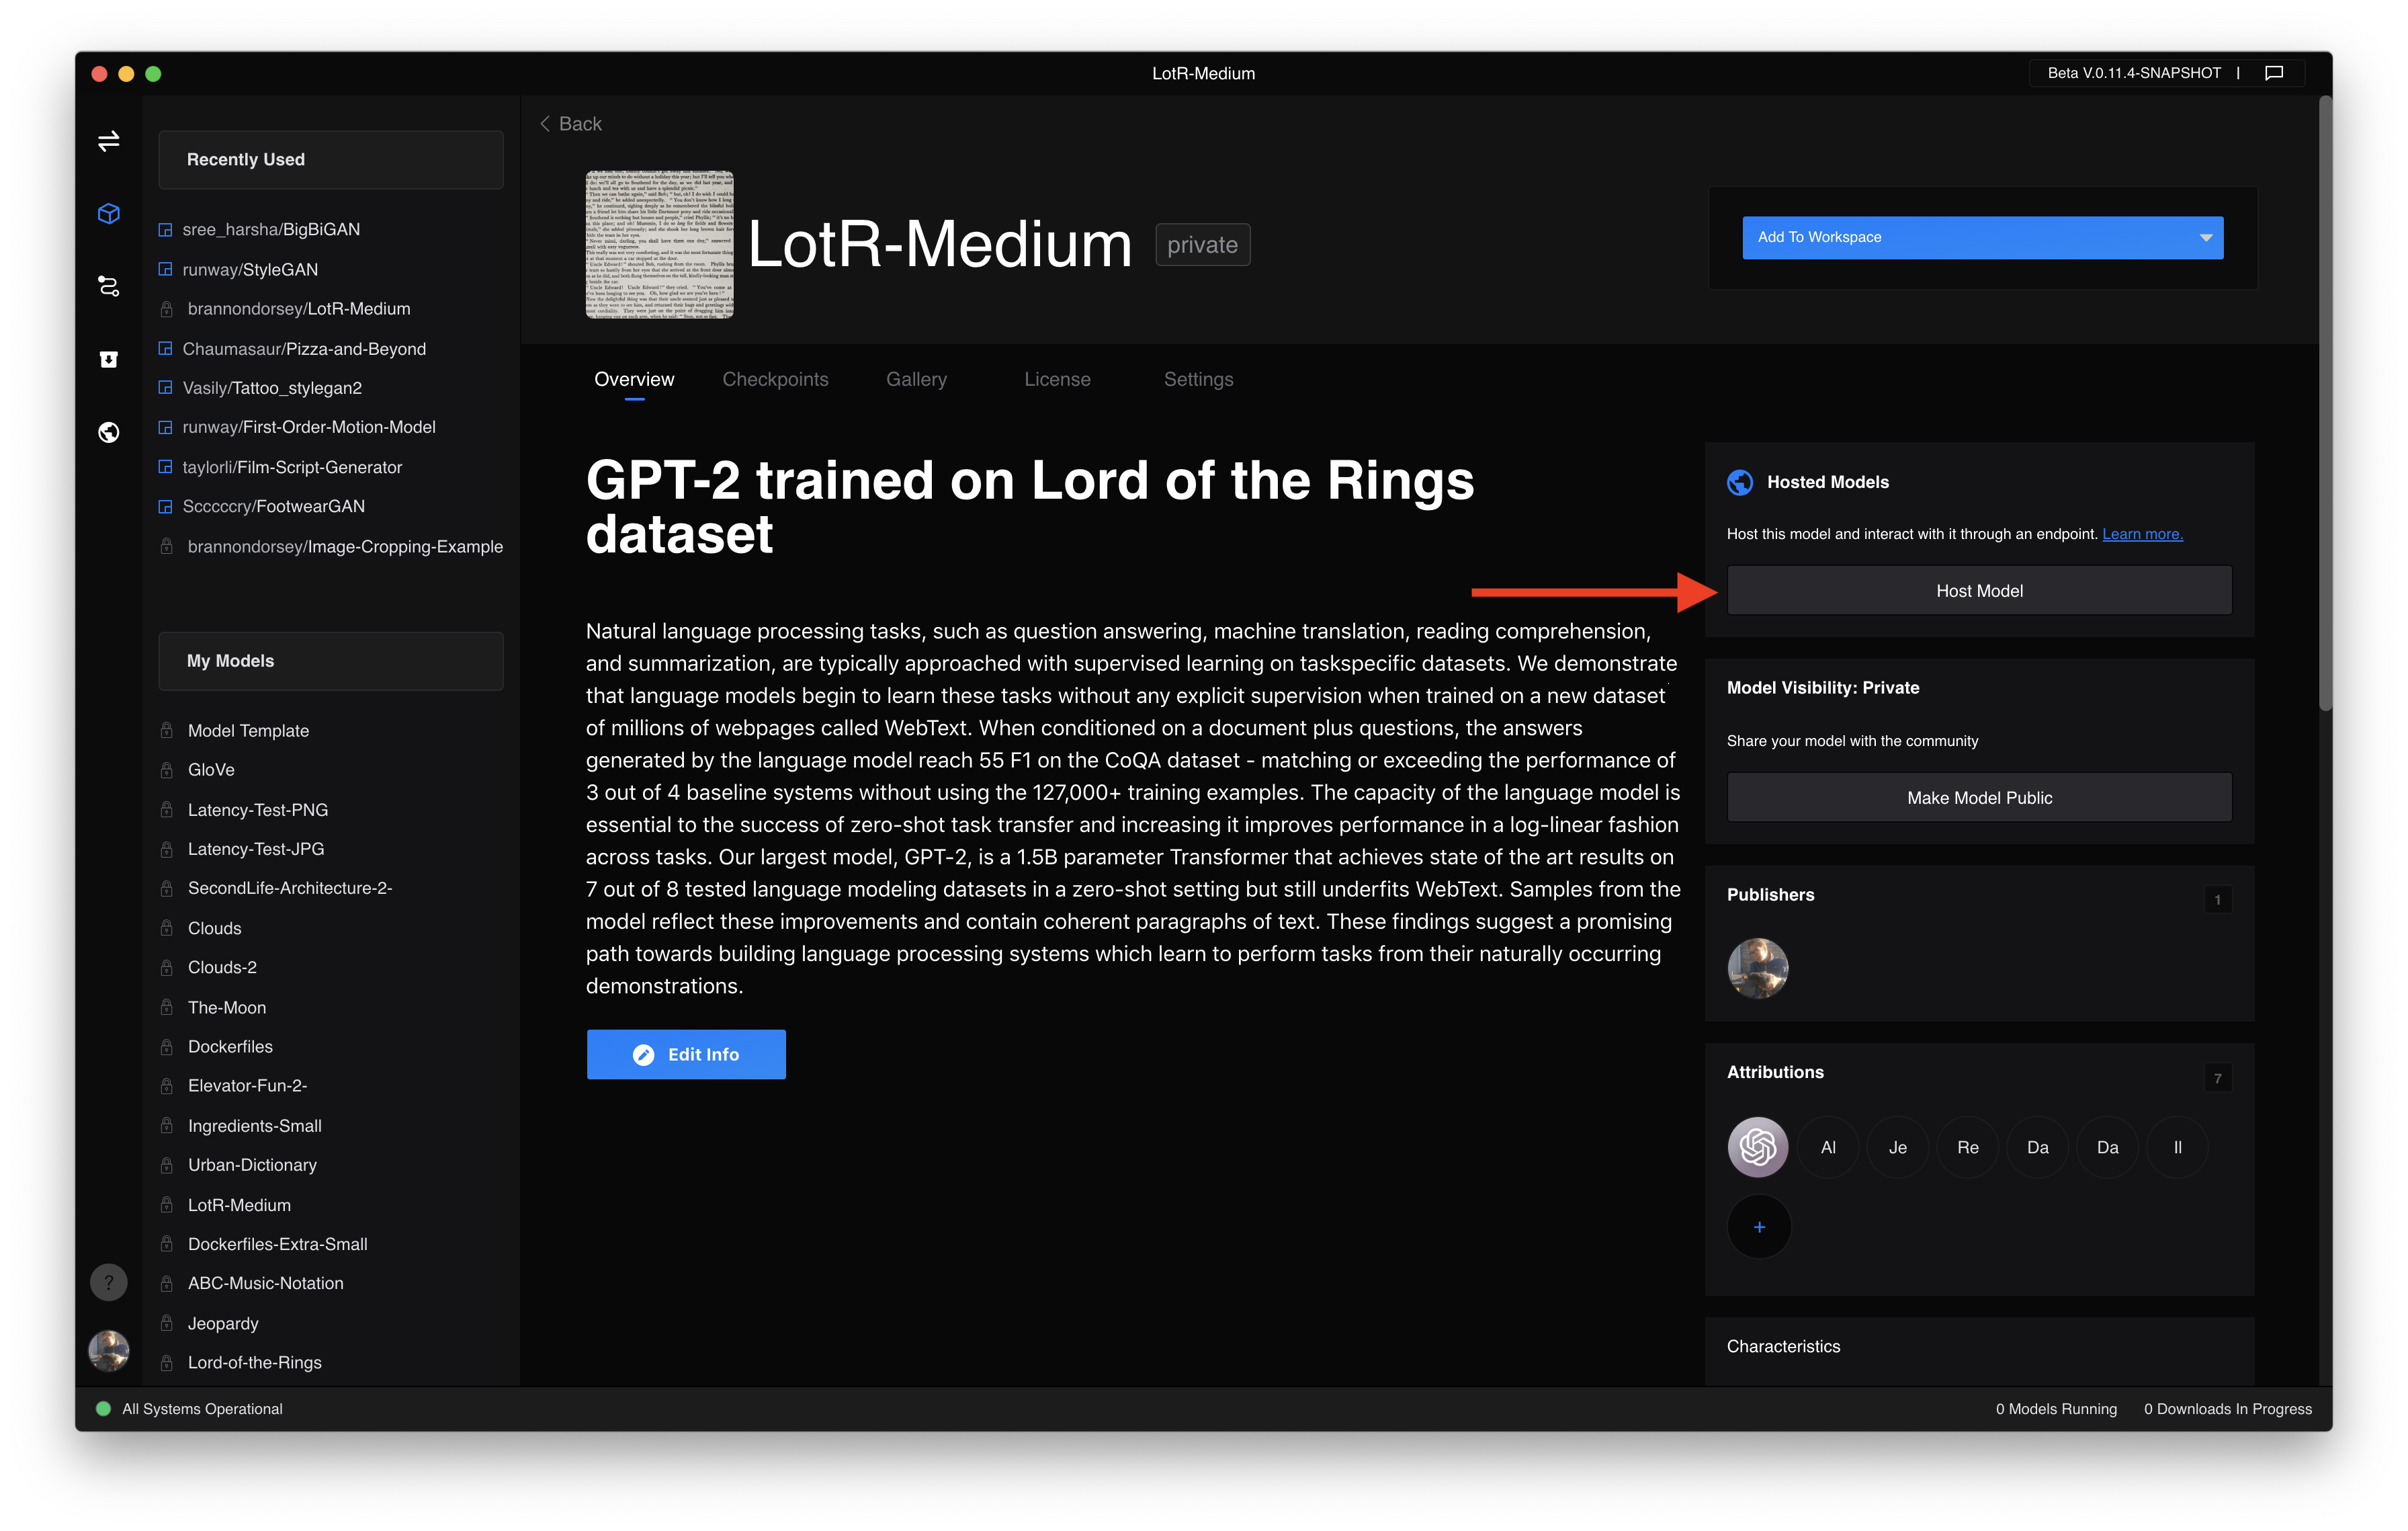 LotR-Medium
Beta V.0.11.4-SNAPSHOT |
Recently Used
sree_harsha/BigBiGAN
runway/StyleGAN
brannondorsey/LotR-Medium
Chaumasaur/Pizza-and-Beyond
Vasily/Tattoo_stylegan2
runway/First-Order-Motion-Model
taylorli/Film-Script-Generator
Scccccry/FootwearGAN
brannondorsey/Image-Cropping-Example
My Models
Model Template
GloVe
Latency-Test-PNG
Latency-Test-JPG
SecondLife-Architecture-2-
Clouds
Clouds-2
The-Moon
Dockerfiles
Elevator-Fun-2-
Ingredients-Small
Urban-Dictionary
LotR-Medium
Dockerfiles-Extra-Small
ABC-Music-Notation
Jeopardy
Lord-of-the-Rings
?
Back
LotR-Medium private
Add To Workspace
Overview Checkpoints Gallery License Settings
GPT-2 trained on Lord of the Rings
dataset
Natural language processing tasks, such as question answering, machine translation, reading comprehension,
and summarization, are typically approached with supervised learning on taskspecific datasets. We demonstrate
that language models begin to learn these tasks without any explicit supervision when trained on a new dataset
of millions of webpages called WebText. When conditioned on a document plus questions, the answers
generated by the language model reach 55 F1 on the CoQA dataset - matching or exceeding the performance of
3 out of 4 baseline systems without using the 127,000+ training examples. The capacity of the language model is
essential to the success of zero-shot task transfer and increasing it improves performance in a log-linear fashion
across tasks. Our largest model, GPT-2, is a 1.5B parameter Transformer that achieves state of the art results on
7 out of 8 tested language modeling datasets in a zero-shot setting but still underfits WebText. Samples from the
model reflect these improvements and contain coherent paragraphs of text. These findings suggest a promising
path towards building language processing systems which learn to perform tasks from their naturally occurring
demonstrations.
Edit Info
Hosted Models
Host this model and interact with it through an endpoint. Learn more.
Host Model
Model Visibility: Private
Share your model with the community
Make Model Public
Publishers 1
Attributions 7
Al Je Re Da Da Il
+
Characteristics
All Systems Operational
0 Models Running 0 Downloads In Progress